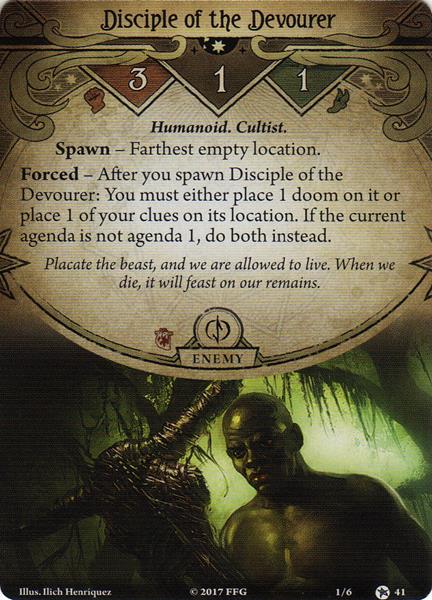 Disciple of the Devourer
3 1 1
Humanoid. Cultist.
Spawn – Farthest empty location.
Forced – After you spawn Disciple of the
Devourer: You must either place 1 doom on it or
place 1 of your clues on its location. If the current
agenda is not agenda 1, do both instead.
Placate the beast, and we are allowed to live. When we
die, it will feast on our remains.
ENEMY
Illus. Ilich Henriquez © 2017 FFG 1/6 41